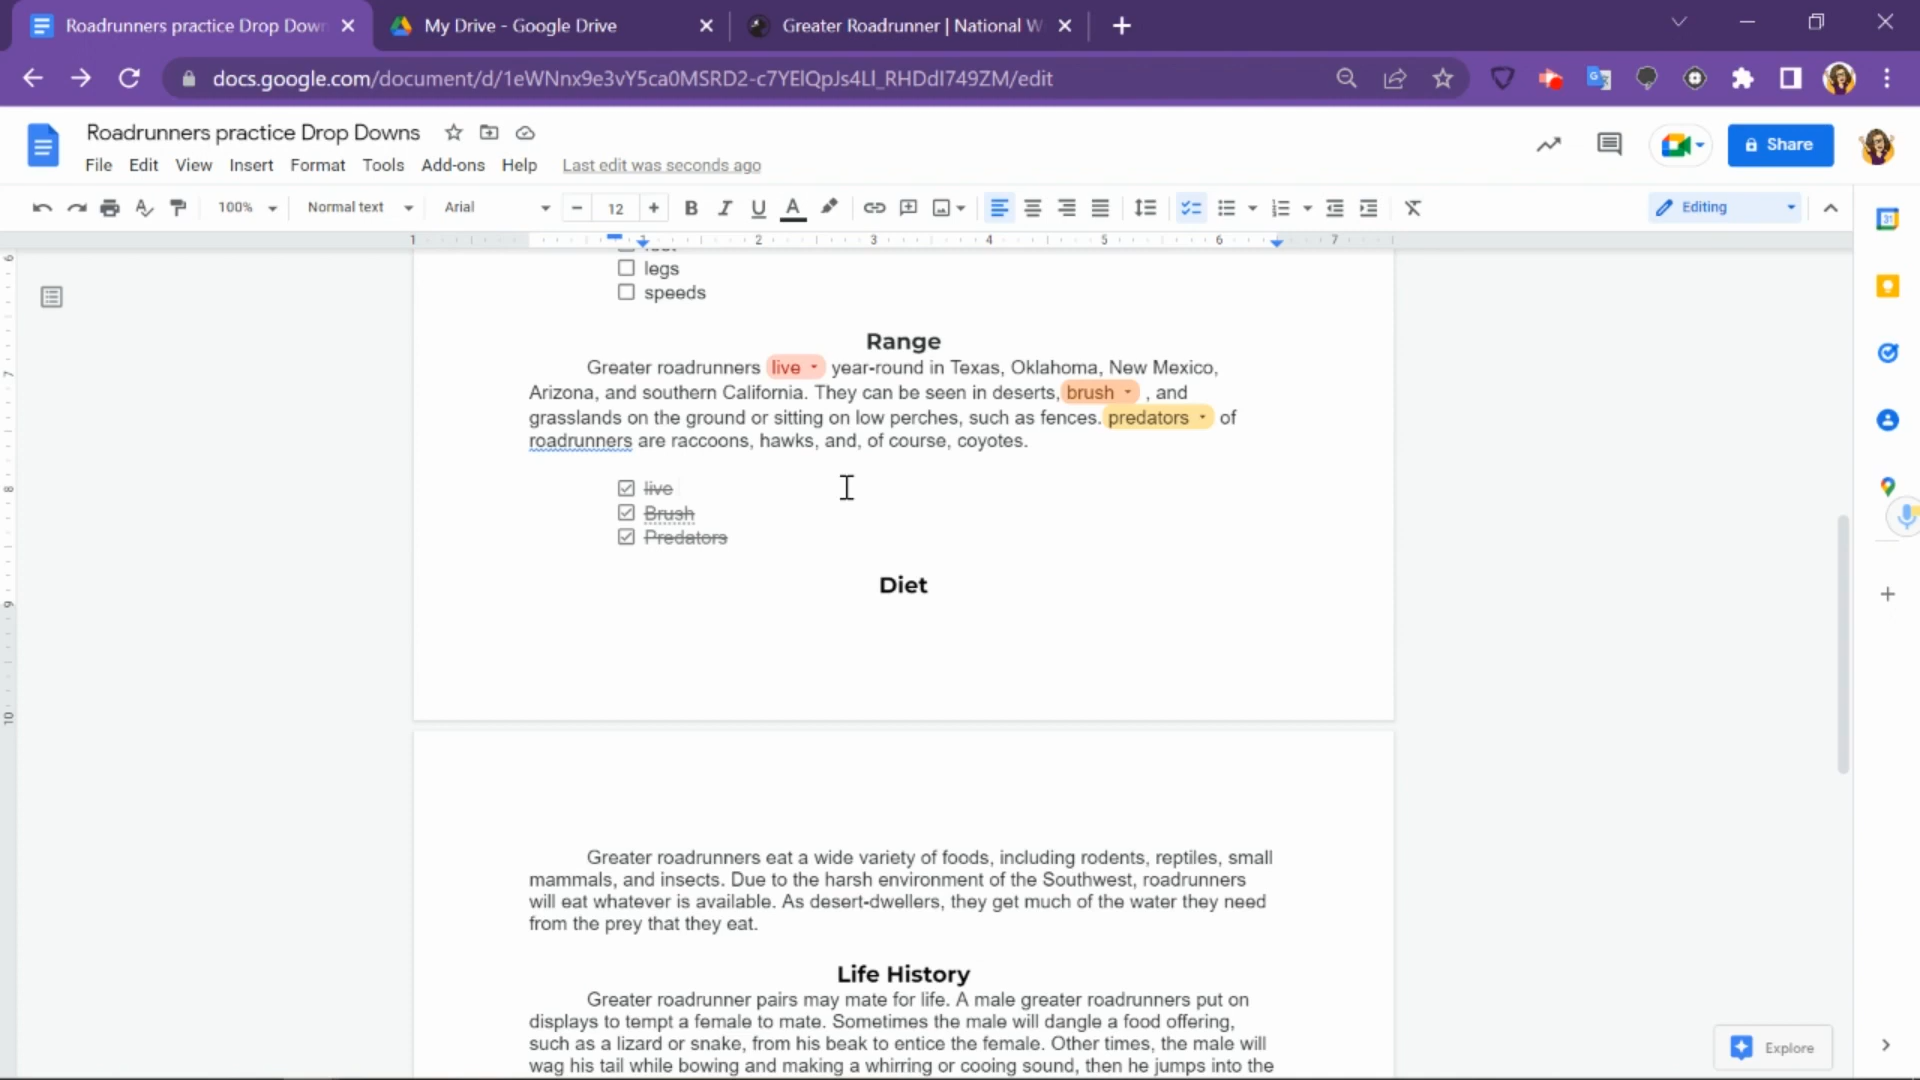 Roadrunners practice Drop Down
My Drive - Google Drive
Greater Roadrunner | National W
docs.google.com/document/d/1eWNnx9e3vY5ca0MSRD2-c7YElQpJs4Ll_RHDdI749ZM/edit
Roadrunners practice Drop Downs
File Edit View Insert Format Tools Add-ons Help Last edit was seconds ago
Share
100% Normal text Arial 12 B I U A Editing
1 1 2 3 4 5 6 7
legs
speeds
Range
Greater roadrunners live year-round in Texas, Oklahoma, New Mexico,
Arizona, and southern California. They can be seen in deserts, brush , and
grasslands on the ground or sitting on low perches, such as fences. predators of
roadrunners are raccoons, hawks, and, of course, coyotes.
live
Brush
Predators
Diet
Greater roadrunners eat a wide variety of foods, including rodents, reptiles, small
mammals, and insects. Due to the harsh environment of the Southwest, roadrunners
will eat whatever is available. As desert-dwellers, they get much of the water they need
from the prey that they eat.
Life History
Greater roadrunner pairs may mate for life. A male greater roadrunners put on
displays to tempt a female to mate. Sometimes the male will dangle a food offering,
such as a lizard or snake, from his beak to entice the female. Other times, the male will
wag his tail while bowing and making a whirring or cooing sound, then he jumps into the
Explore